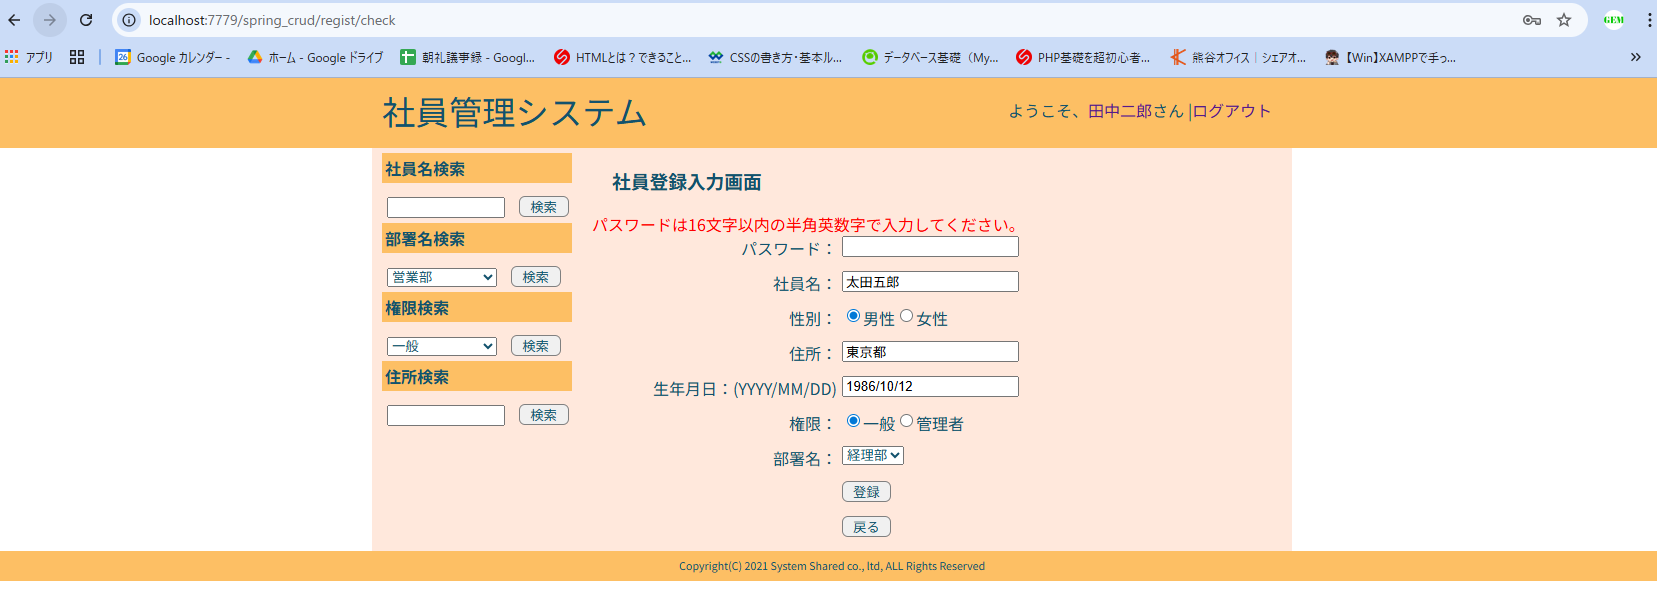 localhost:7779/spring_crud/regist/check
GEM
アプリ
26 Google カレンダー -
ホーム - Google ドライブ
朝礼議事録 - Googl...
HTMLとは？できること...
CSSの書き方・基本ル...
データベース基礎（My...
PHP基礎を超初心者...
熊谷オフィス｜シェアオ...
【Win】XAMPPで手っ...
社員管理システム
ようこそ、田中二郎さん |ログアウト
社員名検索
検索
部署名検索
営業部
検索
権限検索
一般
検索
住所検索
検索
社員登録入力画面
パスワードは16文字以内の半角英数字で入力してください。
パスワード：
社員名： 太田五郎
性別： 男性 女性
住所： 東京都
生年月日：(YYYY/MM/DD) 1986/10/12
権限： 一般 管理者
部署名： 経理部
登録
戻る
Copyright(C) 2021 System Shared co., ltd, ALL Rights Reserved